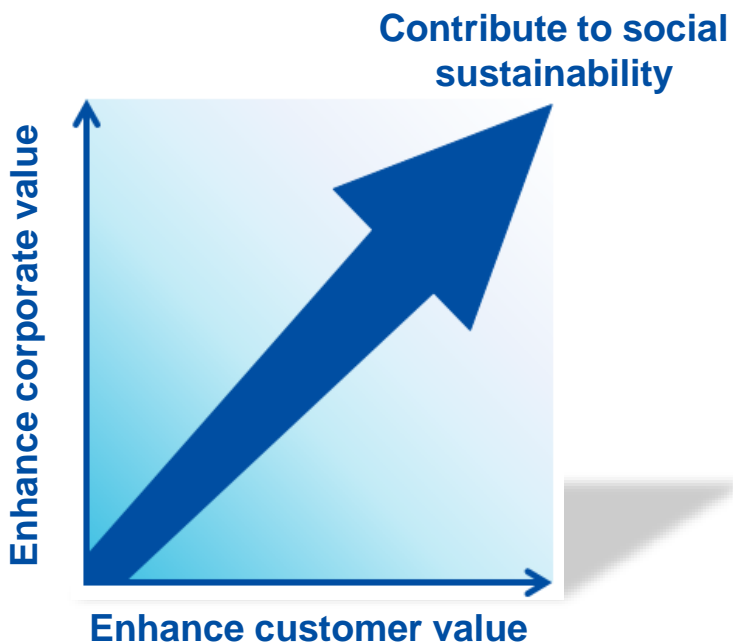 Contribute to social
sustainability
Enhance corporate value
Enhance customer value